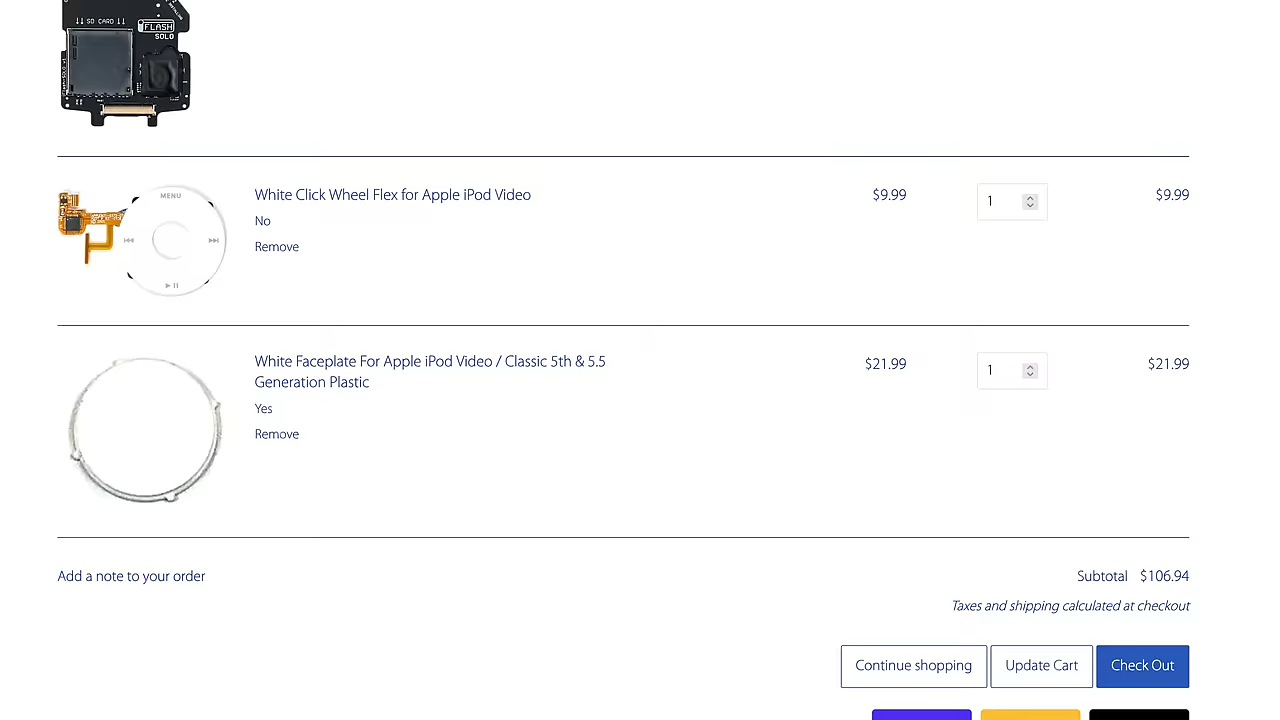 SD CARD
FLASH
SOLO
White Click Wheel Flex for Apple iPod Video
$9.99
1
$9.99
MENU
No
Remove
White Faceplate For Apple iPod Video / Classic 5th & 5.5
Generation Plastic
$21.99
1
$21.99
Yes
Remove
Add a note to your order
Subtotal $106.94
Taxes and shipping calculated at checkout
Continue shopping
Update Cart
Check Out